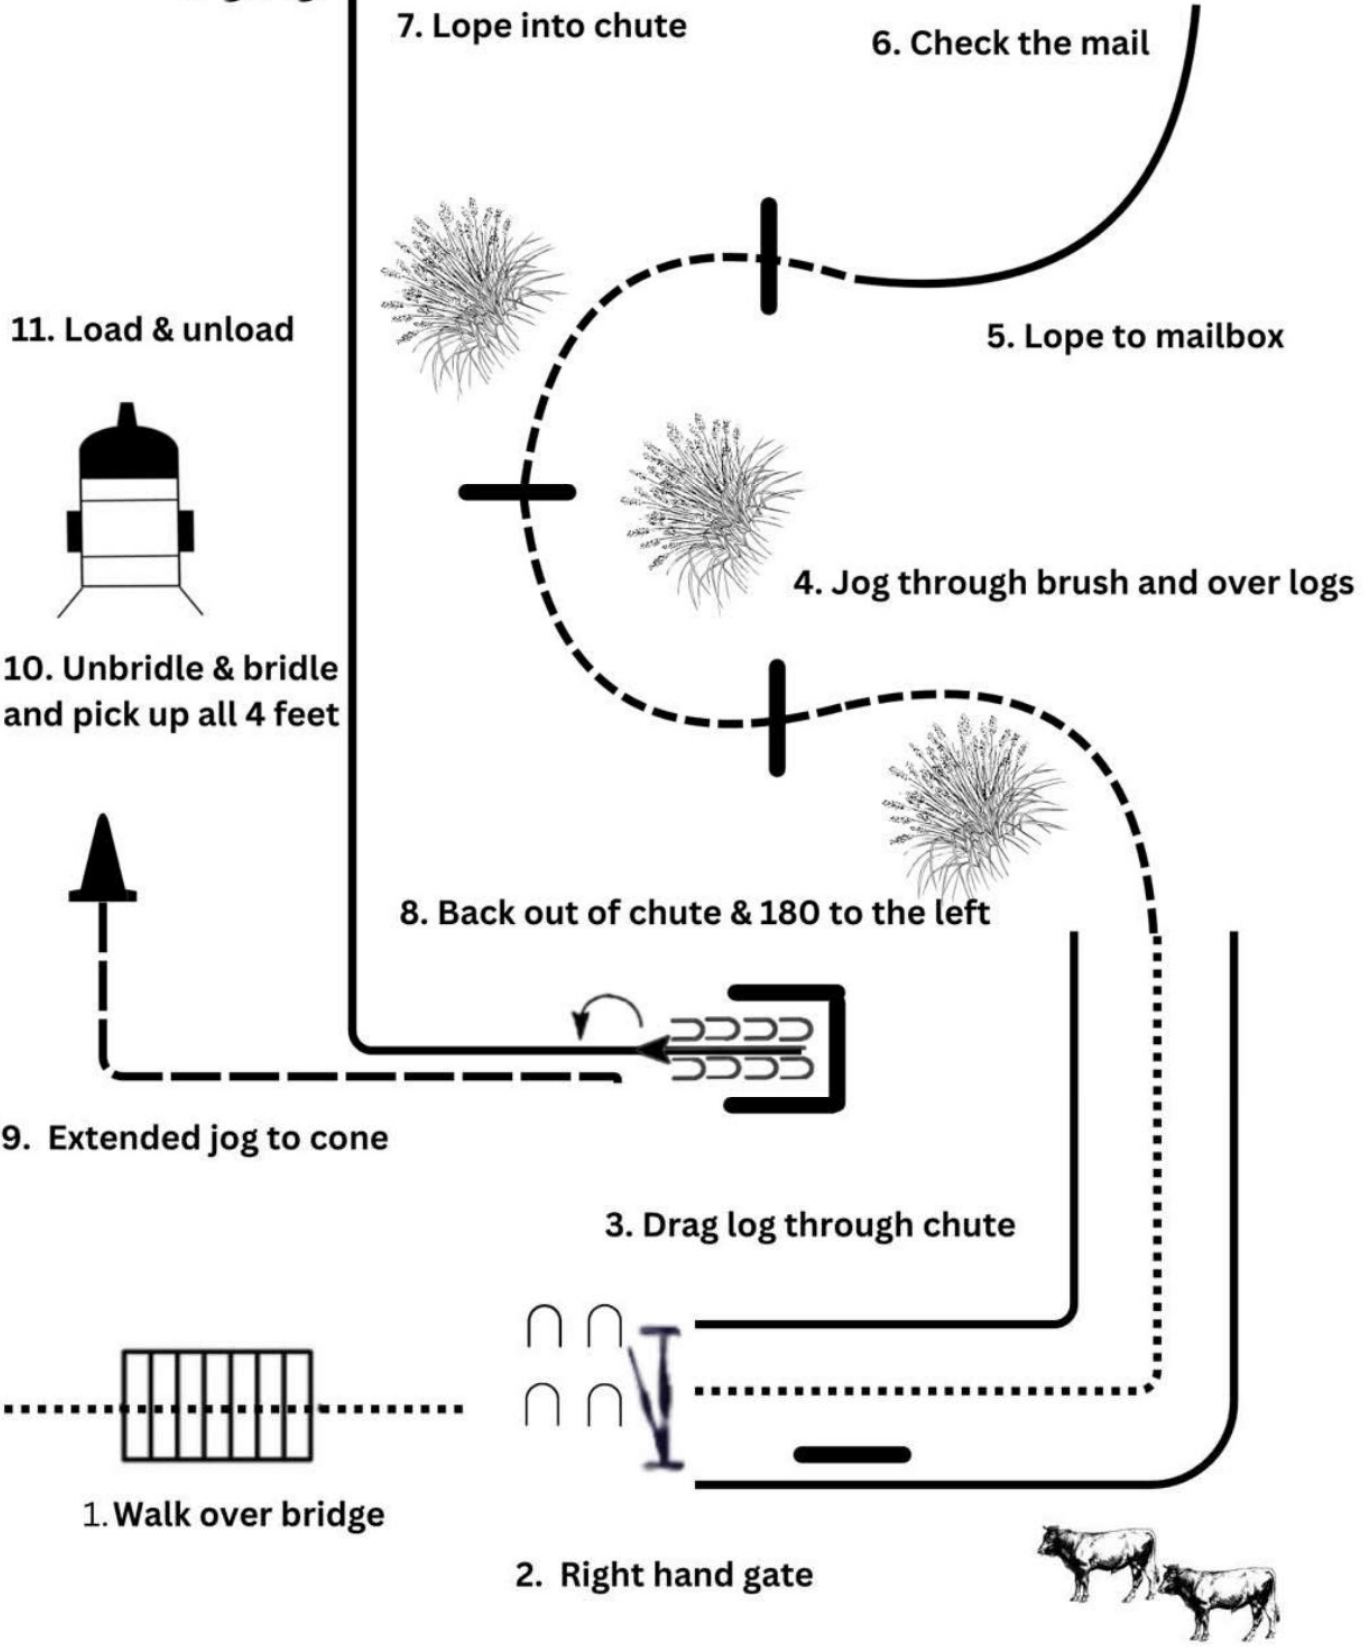 7. Lope into chute
6. Check the mail
11. Load & unload
5. Lope to mailbox
4. Jog through brush and over logs
10. Unbridle & bridle
and pick up all 4 feet
8. Back out of chute & 180 to the left
9. Extended jog to cone
3. Drag log through chute
1. Walk over bridge
2. Right hand gate